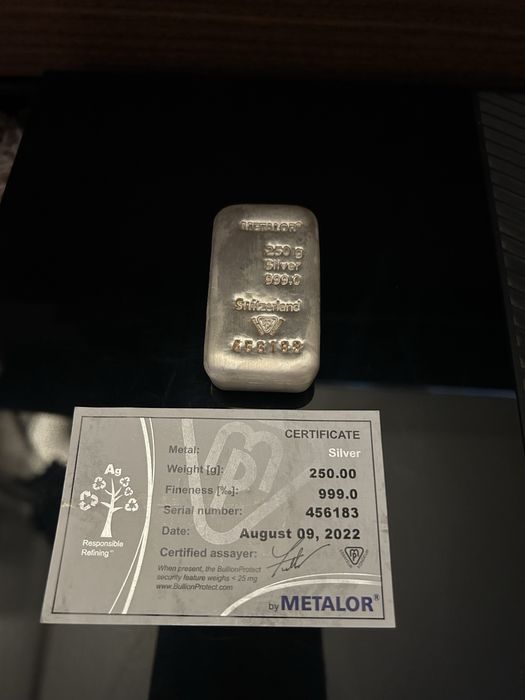 METALOR®
250 g
Silver
999.0
Switzerland
456183
CERTIFICATE
Metal: Silver
Weight [g]: 250.00
Fineness [‰]: 999.0
Serial number: 456183
Date: August 09, 2022
Certified assayer:
Ag
Responsible
Refining™
When present, the BullionProtect
security feature weighs < 25 mg
www.BullionProtect.com
by METALOR®